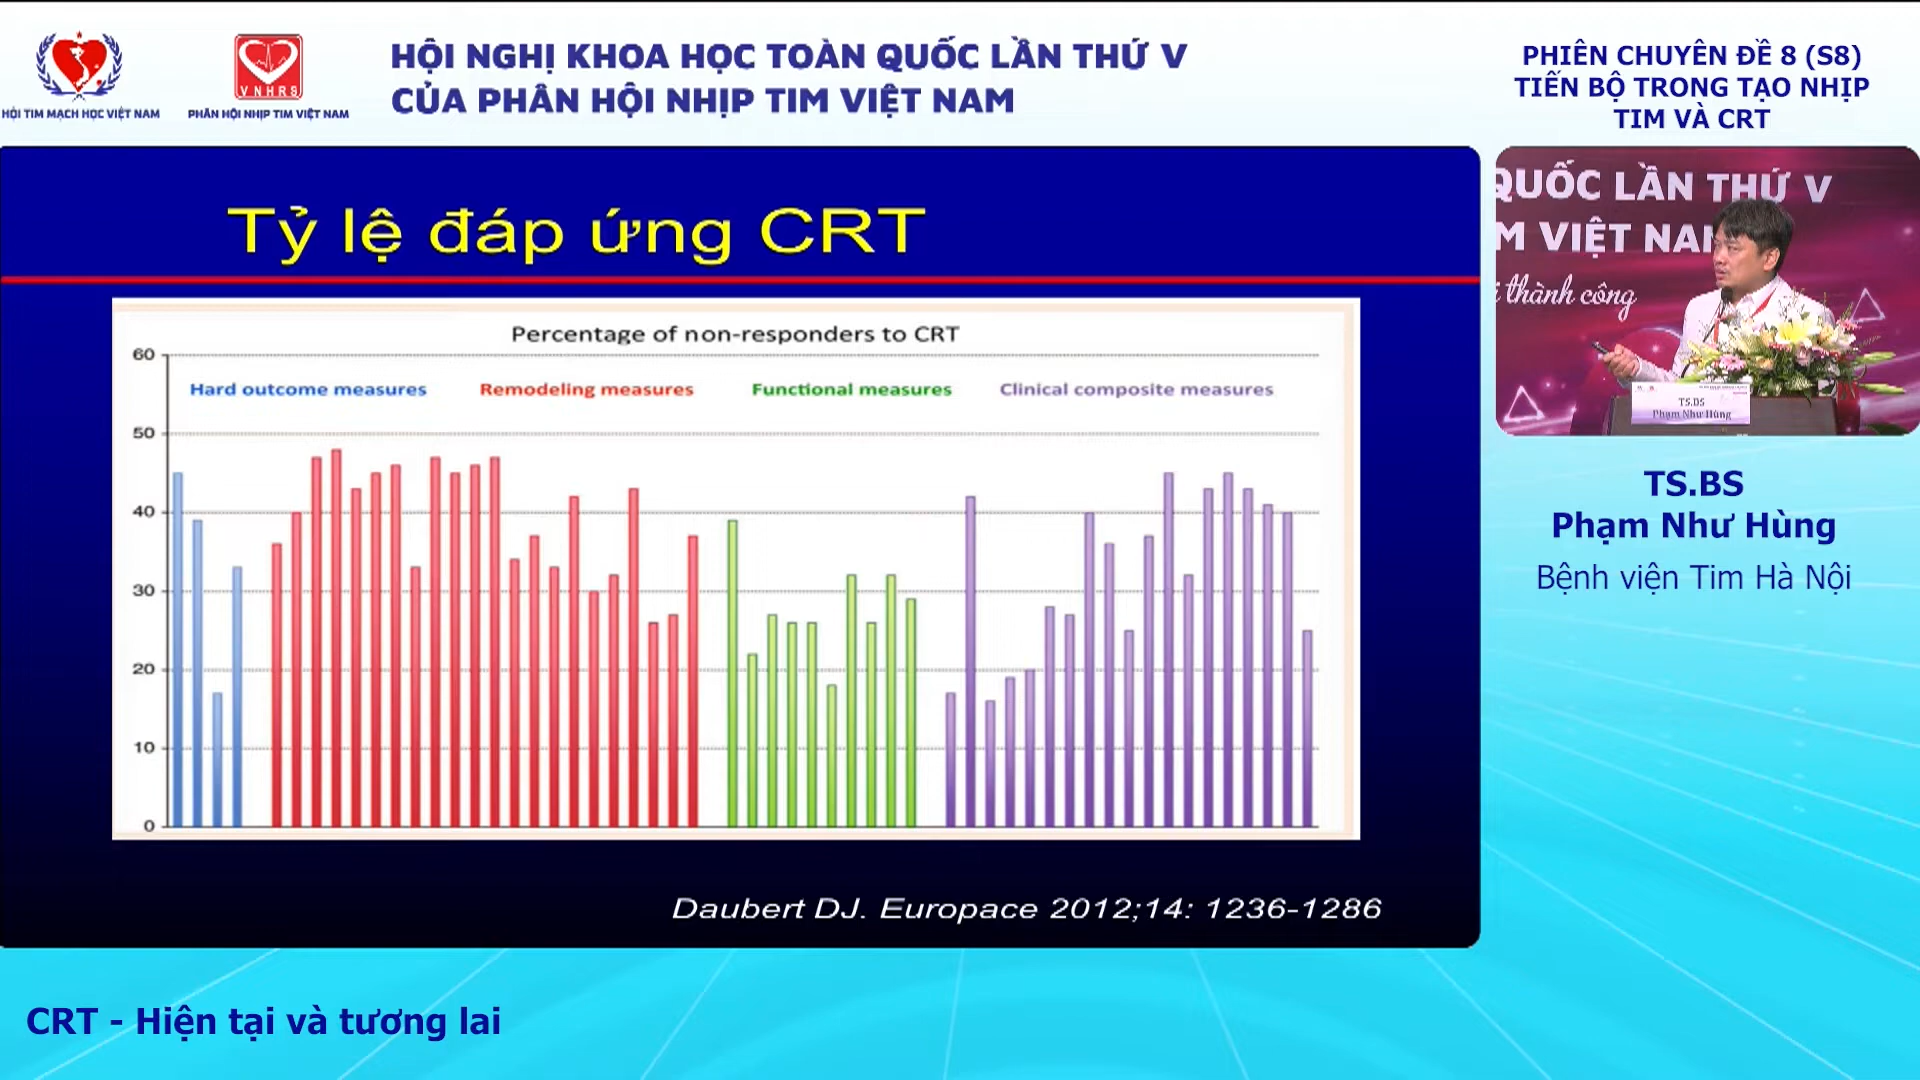 HỘI TIM MẠCH HỌC VIỆT NAM
VNHRS
PHÂN HỘI NHỊP TIM VIỆT NAM
HỘI NGHỊ KHOA HỌC TOÀN QUỐC LẦN THỨ V
CỦA PHÂN HỘI NHỊP TIM VIỆT NAM
PHIÊN CHUYÊN ĐỀ 8 (S8)
TIẾN BỘ TRONG TẠO NHỊP
TIM VÀ CRT
Tỷ lệ đáp ứng CRT
Percentage of non-responders to CRT
Hard outcome measures
Remodeling measures
Functional measures
Clinical composite measures
60
50
40
30
20
10
0
Daubert DJ. Europace 2012;14: 1236-1286
QUỐC LẦN THỨ V
M VIỆT NAM
thành công
TS.BS
Phạm Như Hùng
TS.BS
Phạm Như Hùng
Bệnh viện Tim Hà Nội
CRT - Hiện tại và tương lai